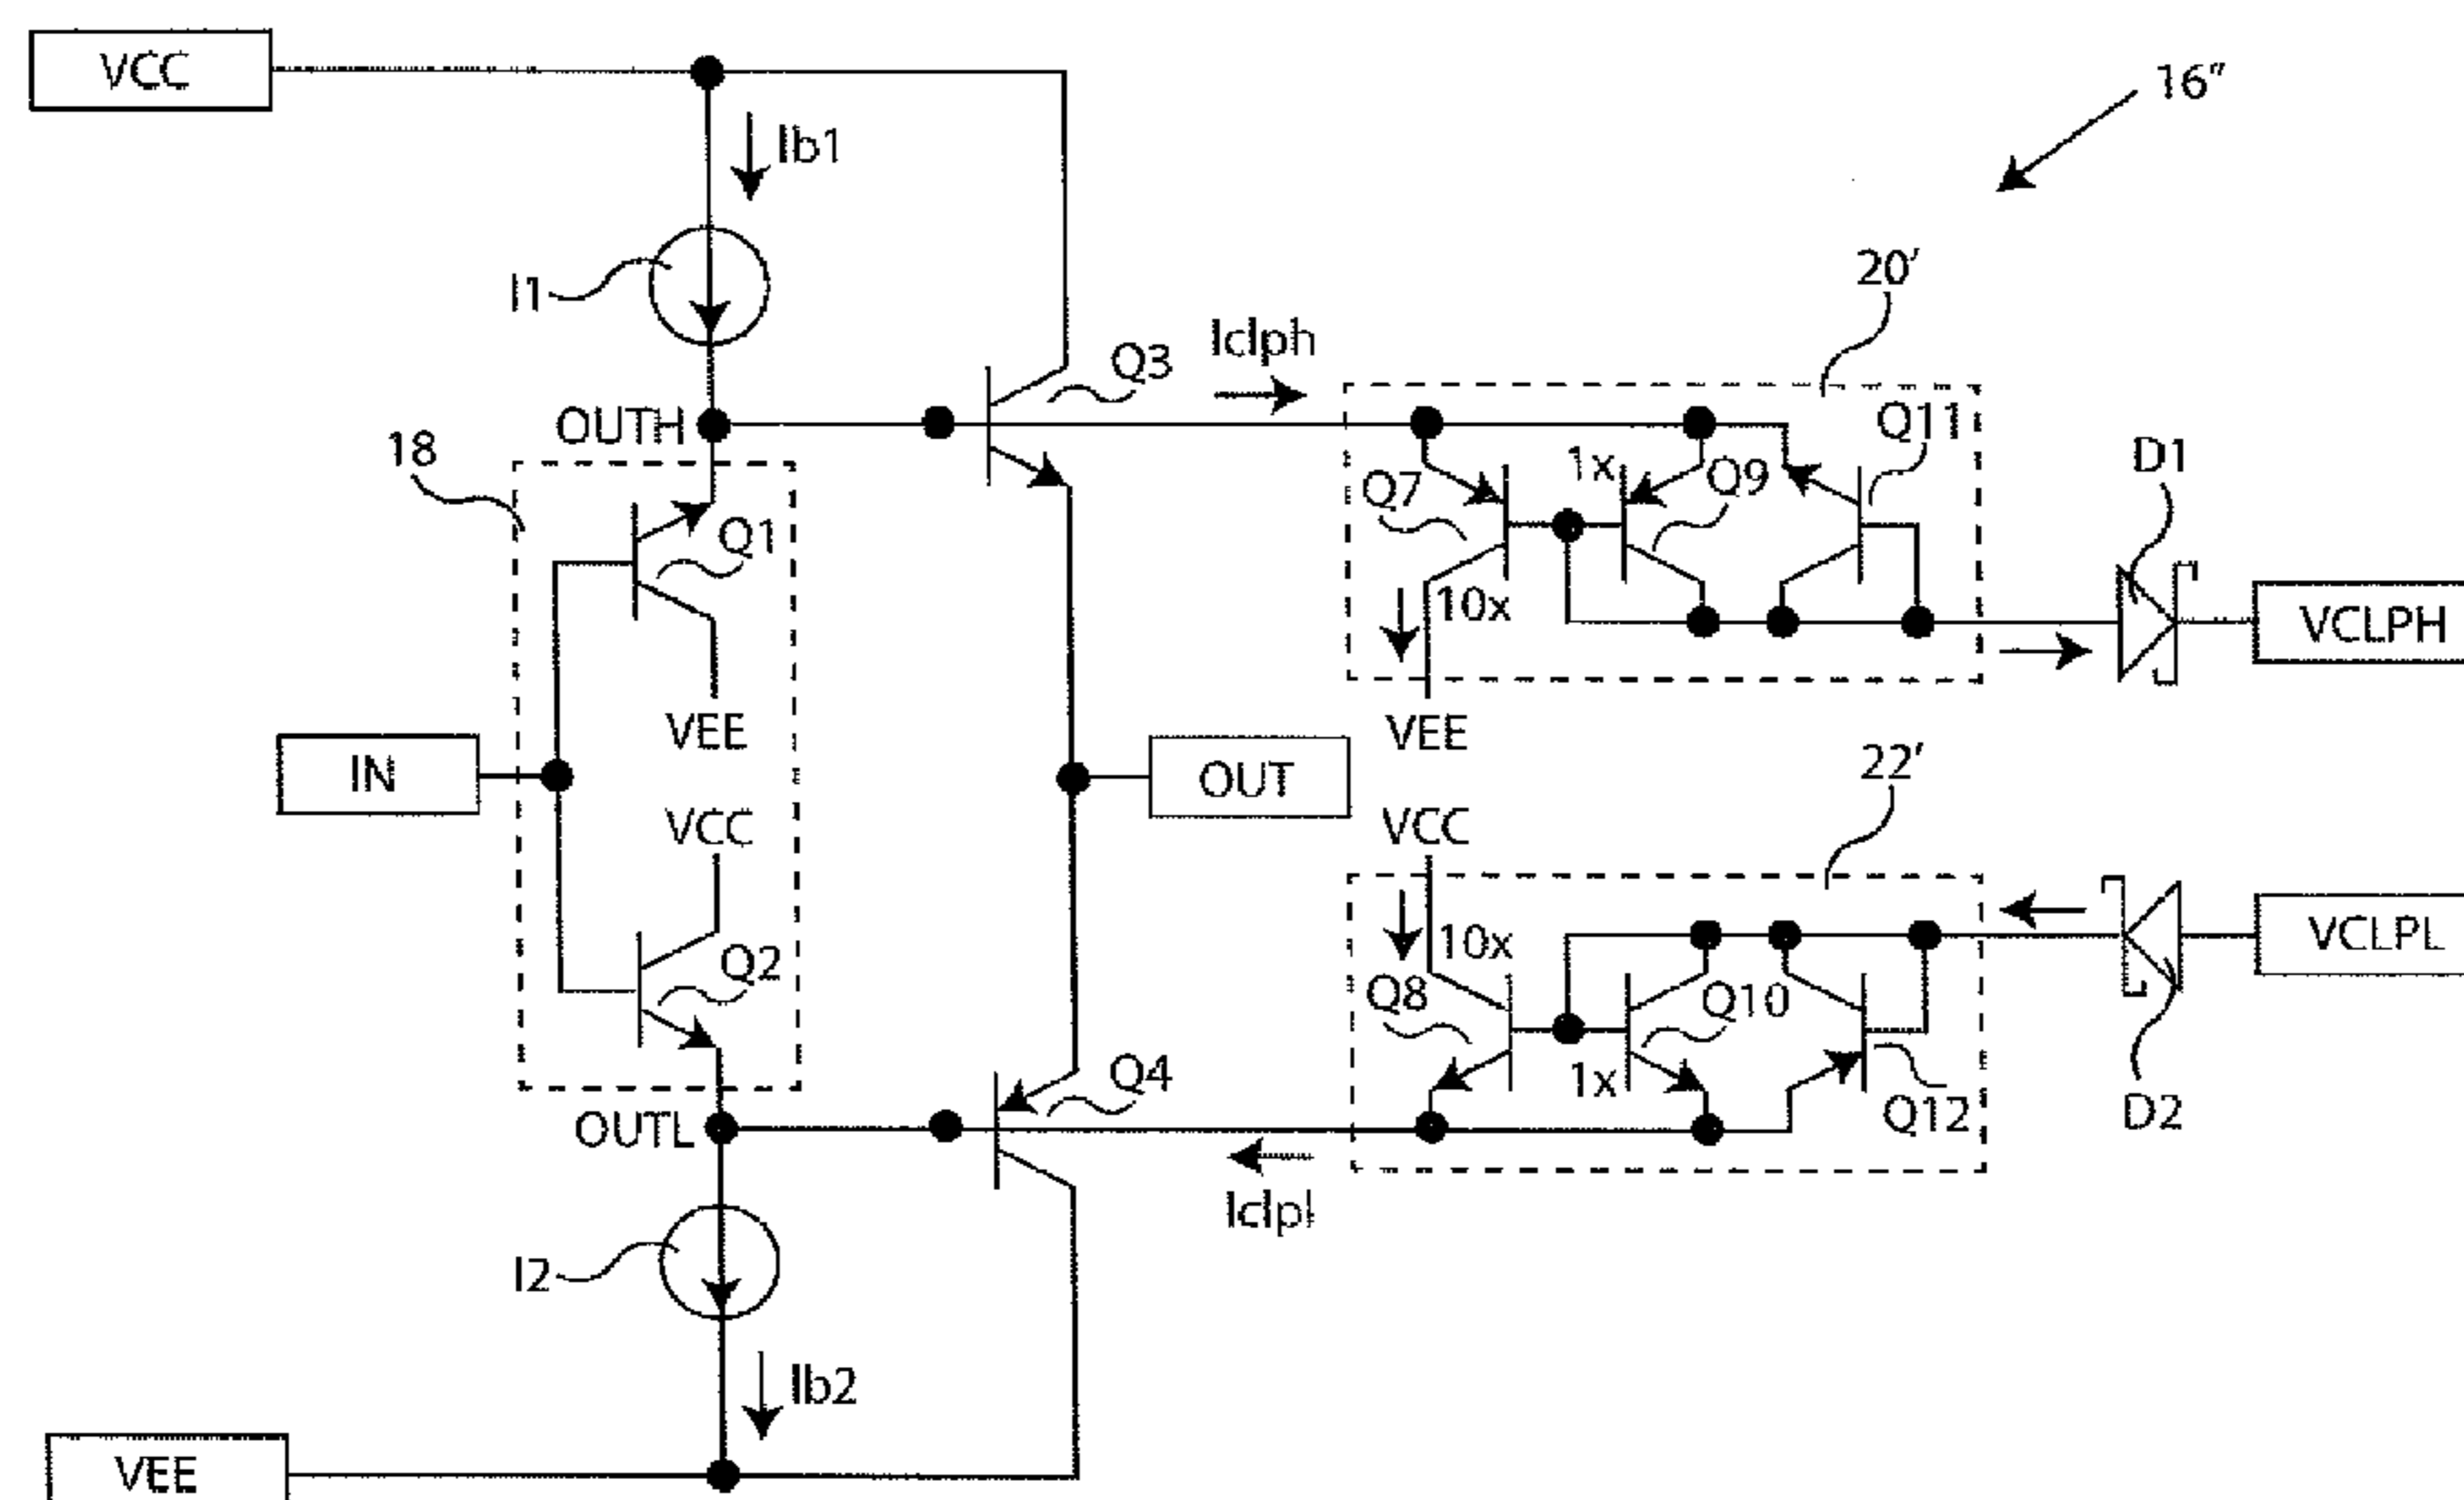 VCC
16″
Ib1
20′
I1
Iclph
Q3
Q11
OUTH
18
D1
1x
Q9
Q7
Q1
10x
VCLPH
VEE
VEE
22′
IN
OUT
VCC
VCC
10x
VCLPL
Q2
Q8
Q10
Q4
1x
Q12
D2
OUTL
Iclpl
I2
Ib2
VEE